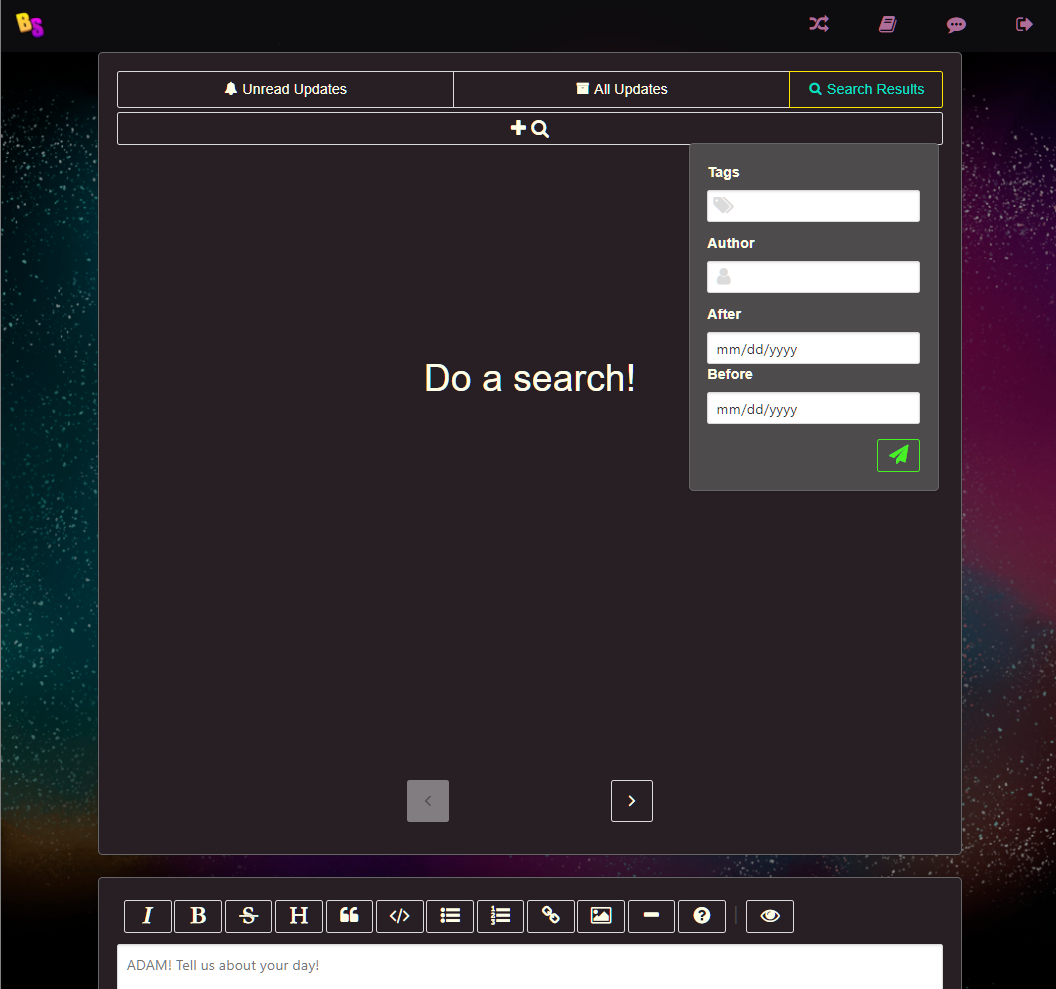 BS
Unread Updates
All Updates
Search Results
Tags
Author
After
mm/dd/yyyy
Before
mm/dd/yyyy
Do a search!
I B S H
ADAM! Tell us about your day!